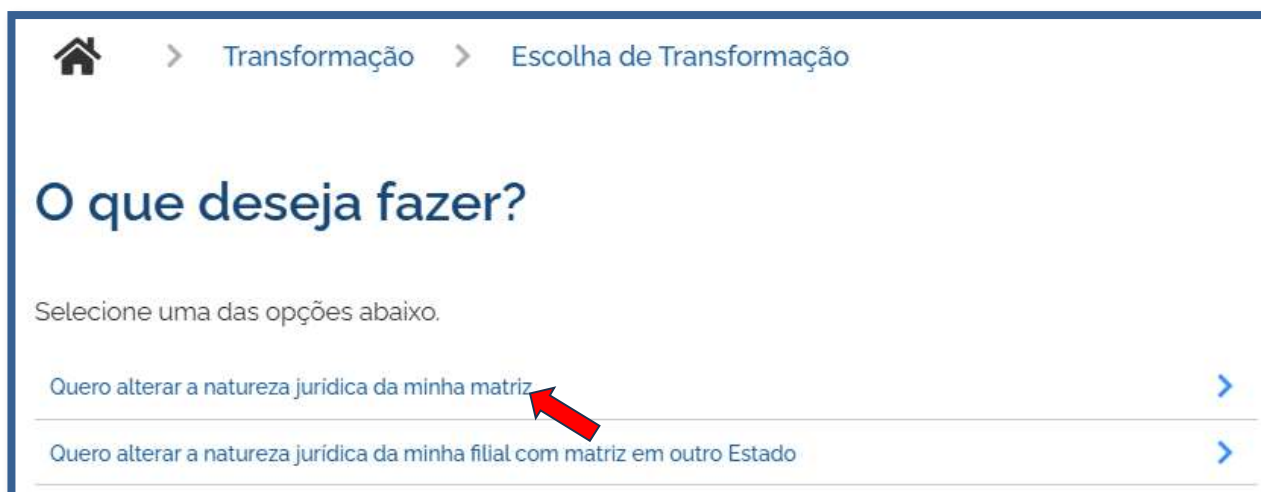 Transformação > Escolha de Transformação
O que deseja fazer?
Selecione uma das opções abaixo.
Quero alterar a natureza jurídica da minha matriz
Quero alterar a natureza jurídica da minha filial com matriz em outro Estado